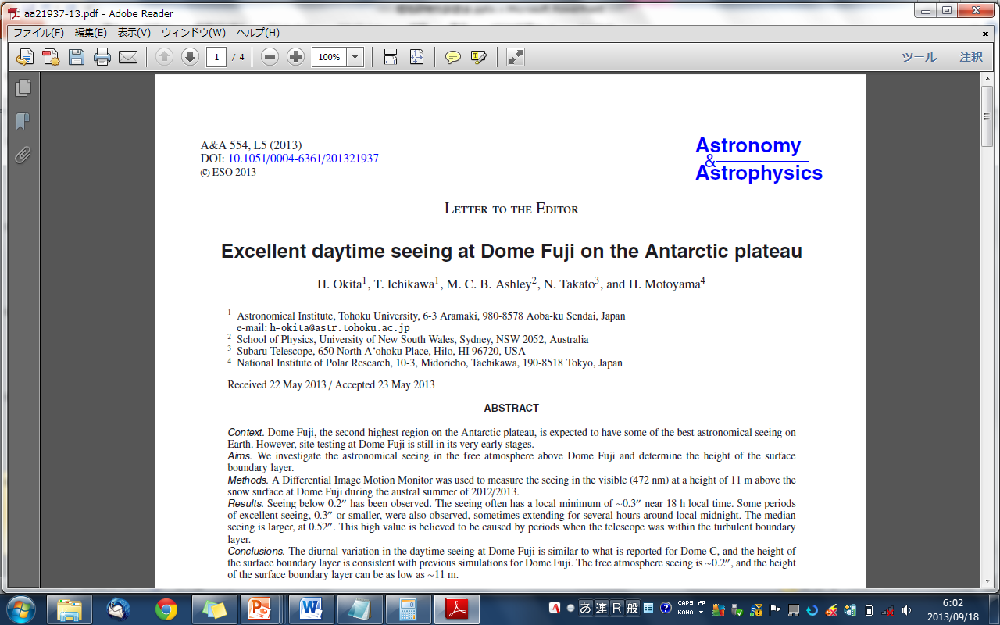 aa21937-13.pdf - Adobe Reader
ファイル(F) 編集(E) 表示(V) ウィンドウ(W) ヘルプ(H)
1 / 4 100% ツール 注釈
A&A 554, L5 (2013)
DOI: 10.1051/0004-6361/201321937
© ESO 2013
Astronomy
&
Astrophysics
Letter to the Editor
Excellent daytime seeing at Dome Fuji on the Antarctic plateau
H. Okita1, T. Ichikawa1, M. C. B. Ashley2, N. Takato3, and H. Motoyama4
1 Astronomical Institute, Tohoku University, 6-3 Aramaki, 980-8578 Aoba-ku Sendai, Japan
e-mail: h-okita@astr.tohoku.ac.jp
2 School of Physics, University of New South Wales, Sydney, NSW 2052, Australia
3 Subaru Telescope, 650 North A‘ohoku Place, Hilo, HI 96720, USA
4 National Institute of Polar Research, 10-3, Midoricho, Tachikawa, 190-8518 Tokyo, Japan
Received 22 May 2013 / Accepted 23 May 2013
ABSTRACT
Context. Dome Fuji, the second highest region on the Antarctic plateau, is expected to have some of the best astronomical seeing on
Earth. However, site testing at Dome Fuji is still in its very early stages.
Aims. We investigate the astronomical seeing in the free atmosphere above Dome Fuji and determine the height of the surface
boundary layer.
Methods. A Differential Image Motion Monitor was used to measure the seeing in the visible (472 nm) at a height of 11 m above the
snow surface at Dome Fuji during the austral summer of 2012/2013.
Results. Seeing below 0.2″ has been observed. The seeing often has a local minimum of ~0.3″ near 18 h local time. Some periods
of excellent seeing, 0.3″ or smaller, were also observed, sometimes extending for several hours around local midnight. The median
seeing is larger, at 0.52″. This high value is believed to be caused by periods when the telescope was within the turbulent boundary
layer.
Conclusions. The diurnal variation in the daytime seeing at Dome Fuji is similar to what is reported for Dome C, and the height of
the surface boundary layer is consistent with previous simulations for Dome Fuji. The free atmosphere seeing is ~0.2″, and the height
of the surface boundary layer can be as low as ~11 m.
A あ 連 R 般 CAPS
KANA
6:02
2013/09/18